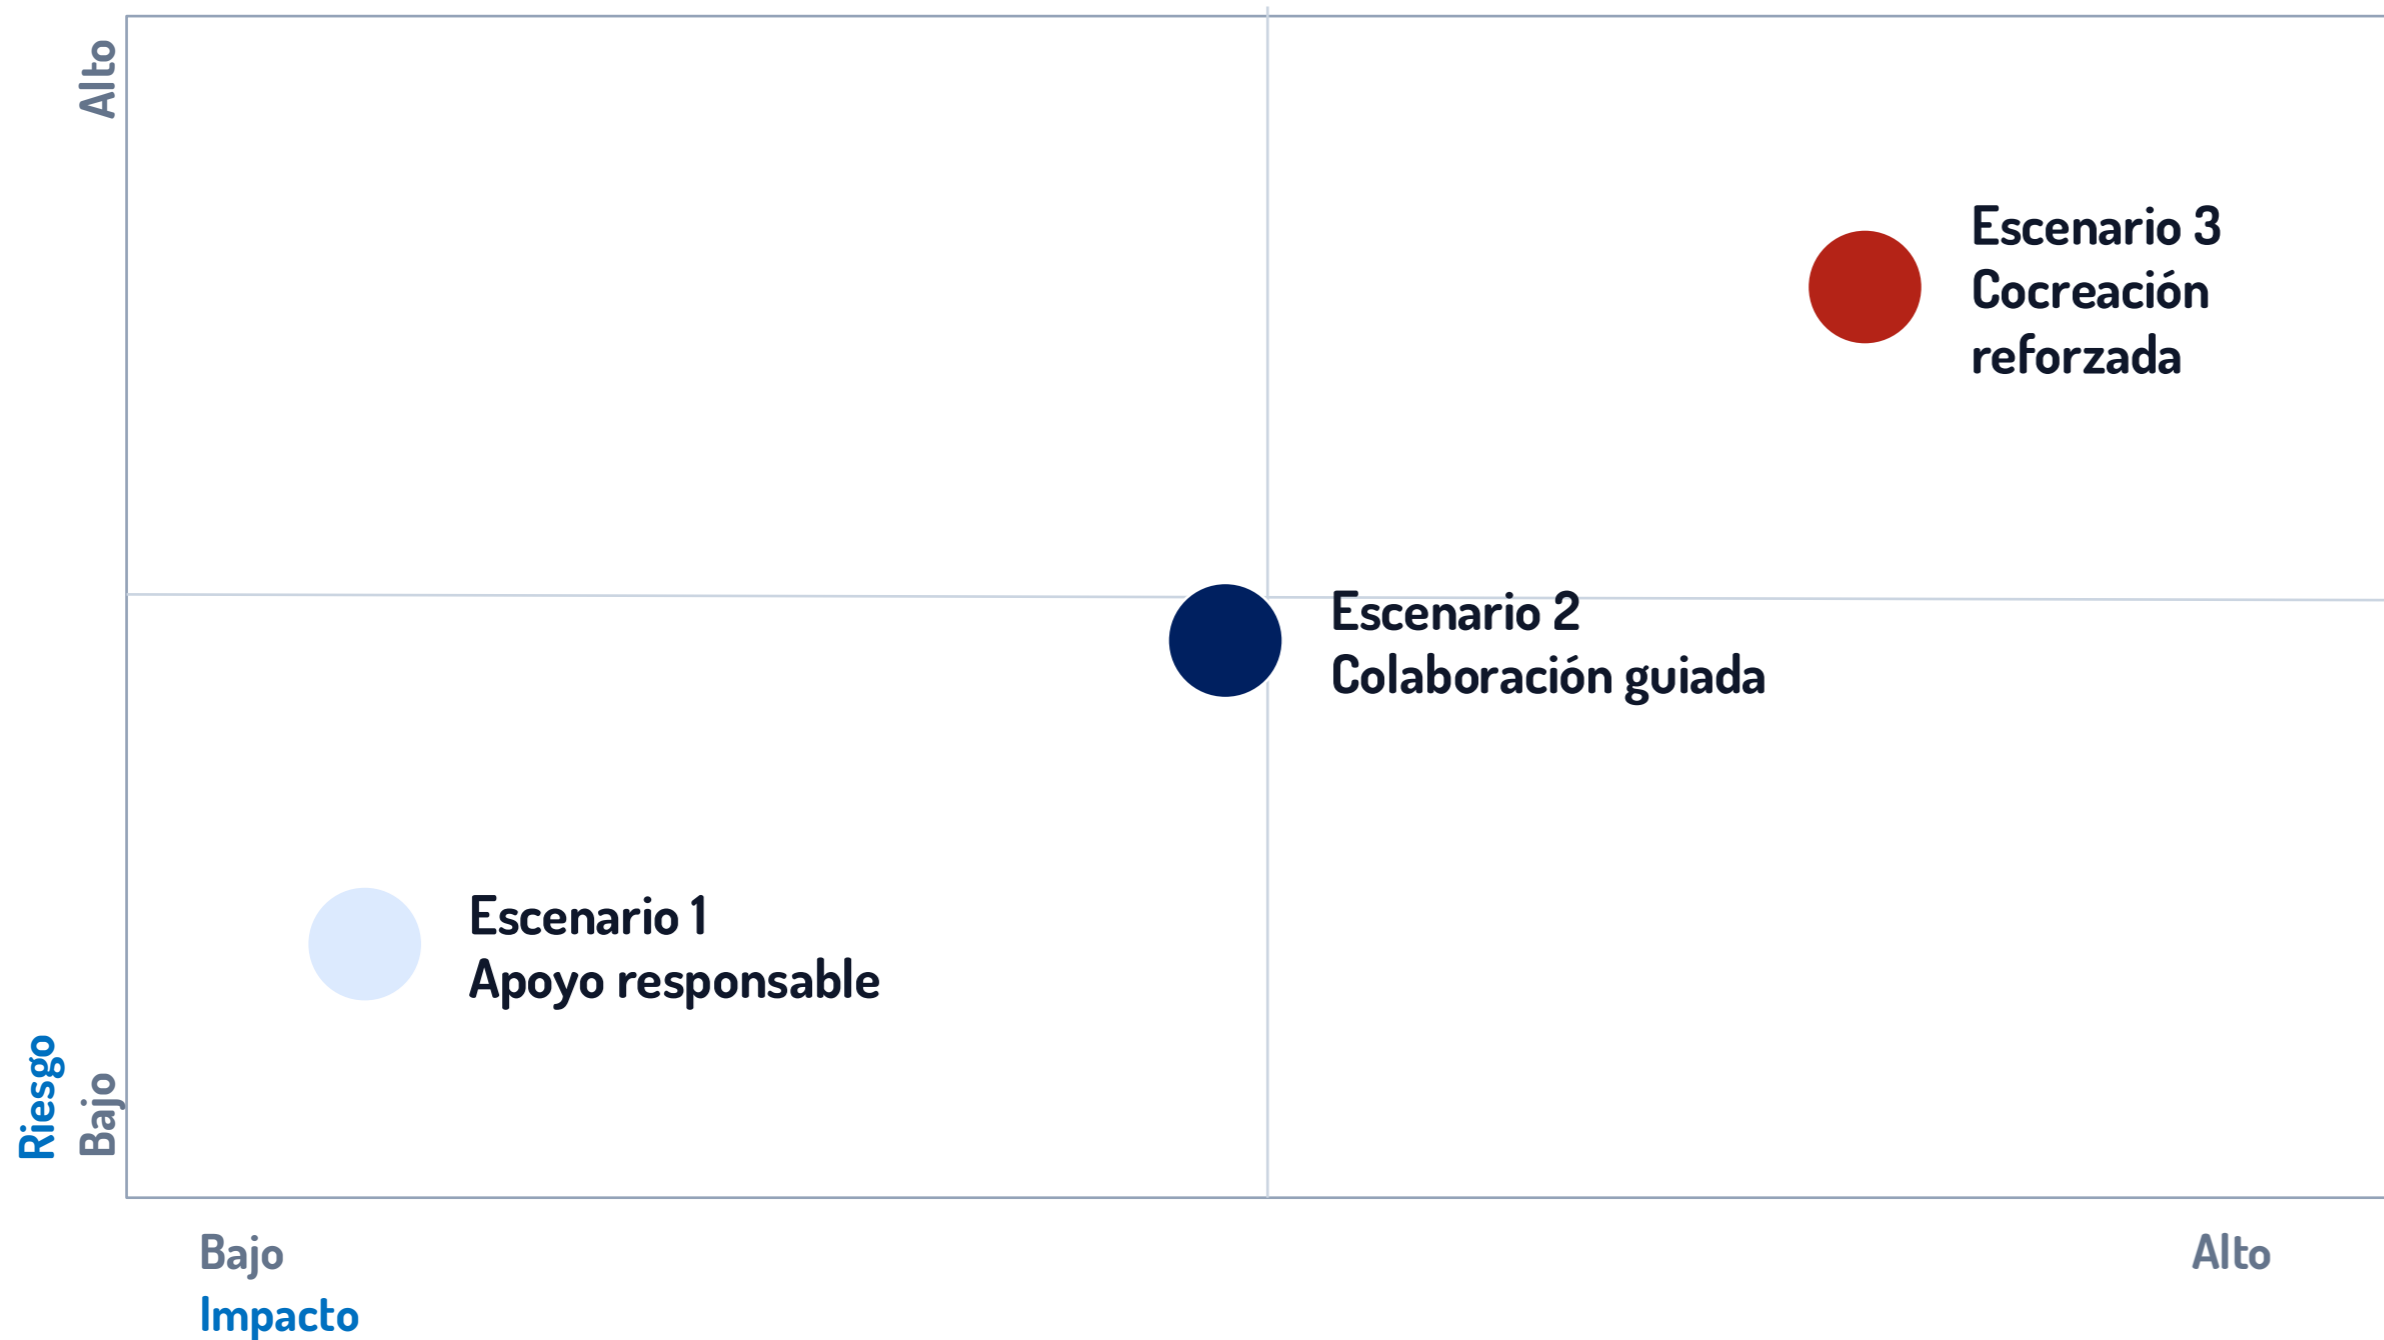 Alto
Escenario 3
Cocreación
reforzada
Escenario 2
Colaboración guiada
Escenario 1
Apoyo responsable
Riesgo
Bajo
Bajo
Alto
Impacto